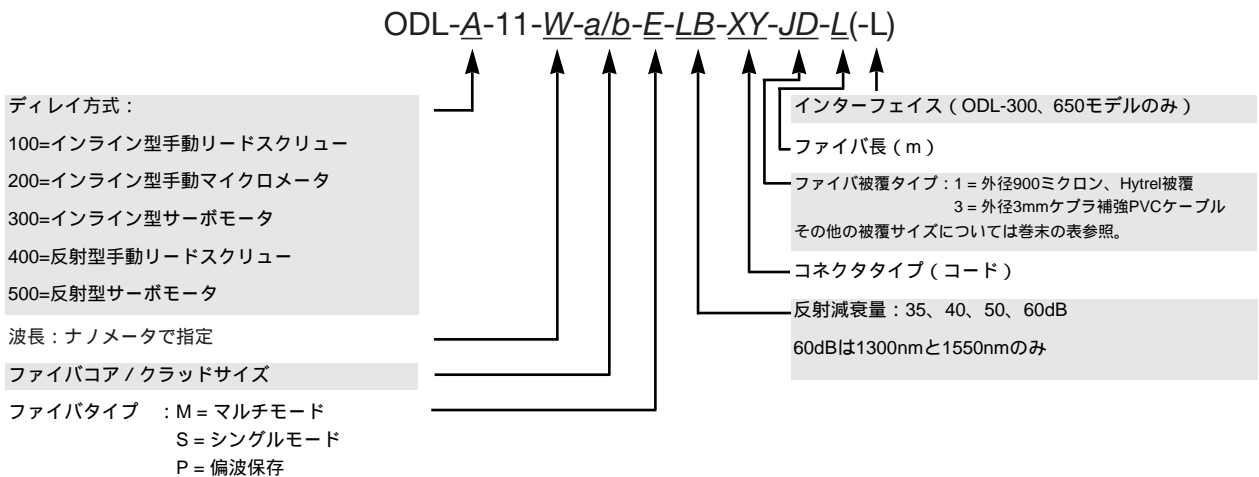 ODL-A-11-W-a/b-E-LB-XY-JD-L(-L)
ディレイ方式：
100=インライン型手動リードスクリュー
200=インライン型手動マイクロメータ
300=インライン型サーボモータ
400=反射型手動リードスクリュー
500=反射型サーボモータ
波長：ナノメータで指定
ファイバコア / クラッドサイズ
ファイバタイプ ：M = マルチモード
S = シングルモード
P = 偏波保存
インターフェイス（ODL-300、650モデルのみ）
ファイバ長（m）
ファイバ被覆タイプ：1 = 外径900ミクロン、Hytrel被覆
3 = 外径3mmケブラ補強PVCケーブル
その他の被覆サイズについては巻末の表参照。
コネクタタイプ（コード）
反射減衰量：35、40、50、60dB
60dBは1300nmと1550nmのみ